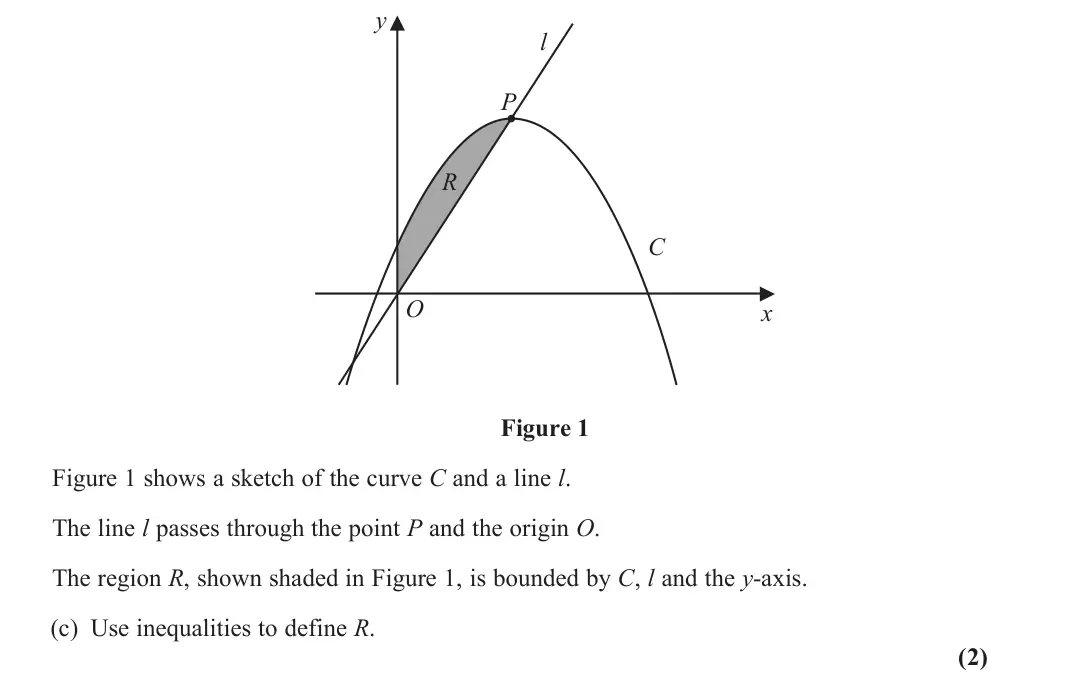 y
l
P
R
C
O
x
Figure 1
Figure 1 shows a sketch of the curve C and a line l.
The line l passes through the point P and the origin O.
The region R, shown shaded in Figure 1, is bounded by C, l and the y-axis.
(c) Use inequalities to define R.
(2)